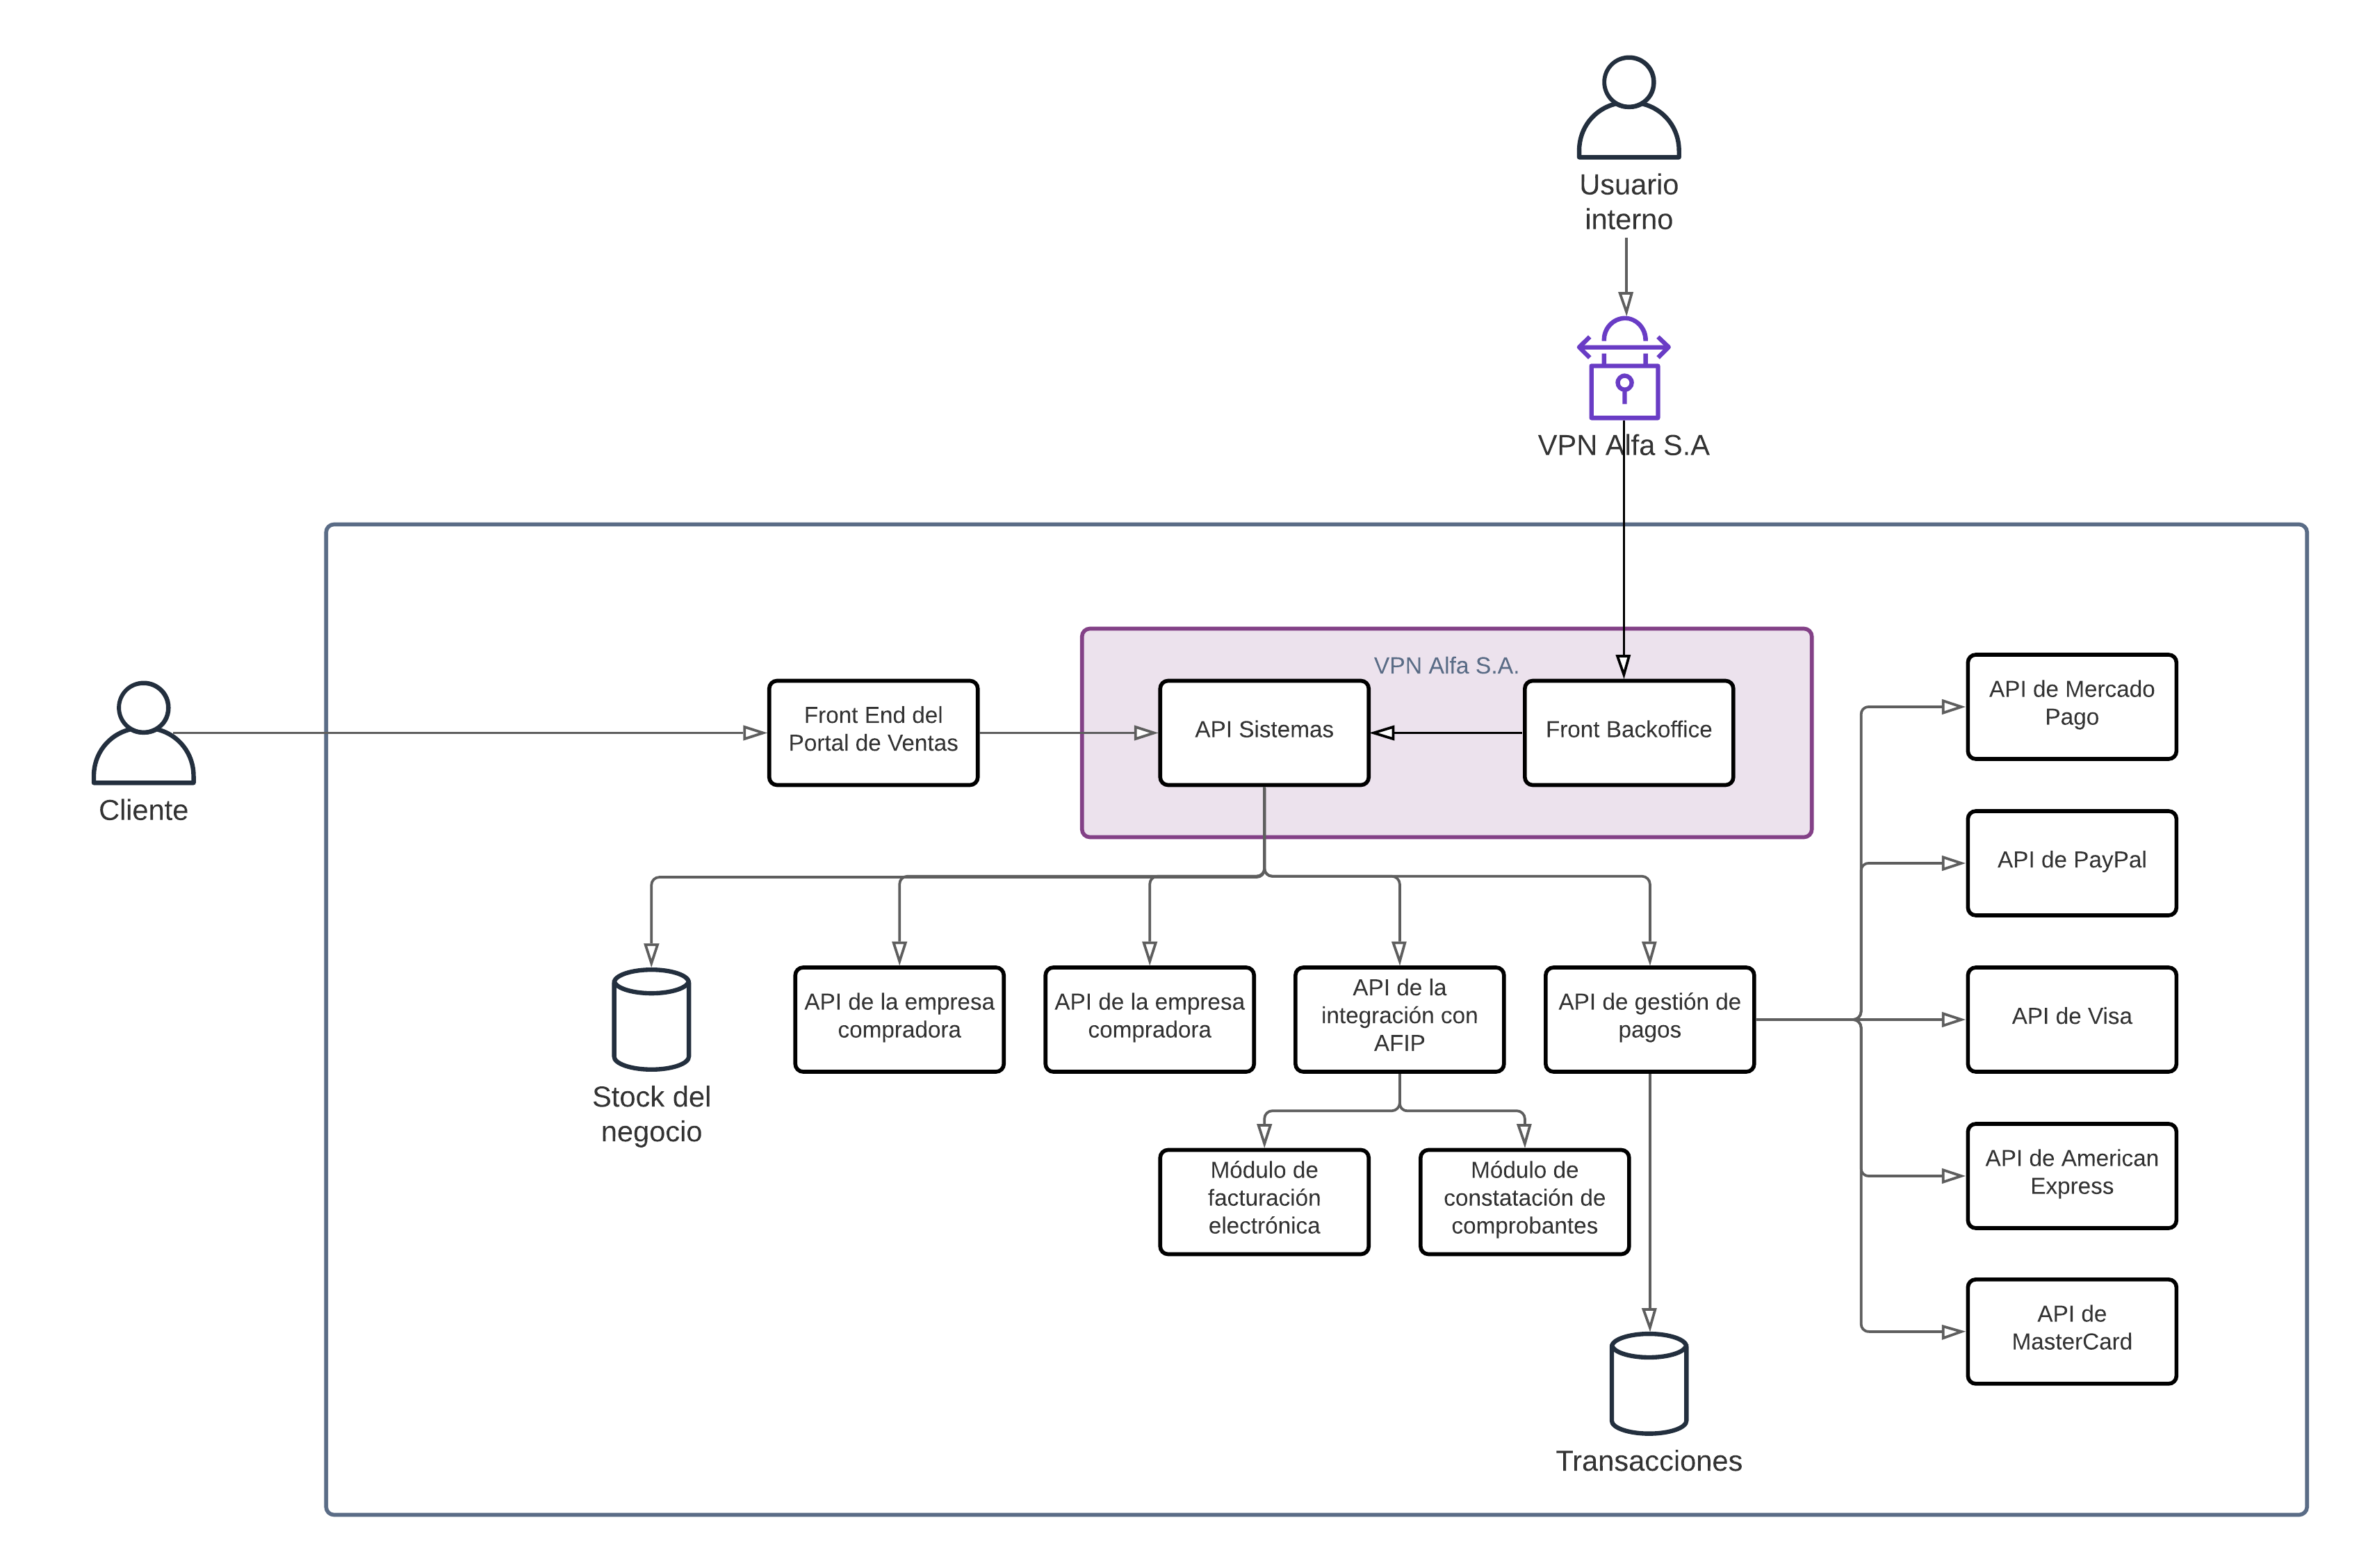 Usuario
interno
VPN Alfa S.A
VPN Alfa S.A.
Cliente
Front End del
Portal de Ventas
API Sistemas
Front Backoffice
API de Mercado
Pago
API de PayPal
Stock del
negocio
API de la empresa
compradora
API de la empresa
compradora
API de la
integración con
AFIP
API de gestión de
pagos
API de Visa
Módulo de
facturación
electrónica
Módulo de
constatación de
comprobantes
API de American
Express
API de
MasterCard
Transacciones